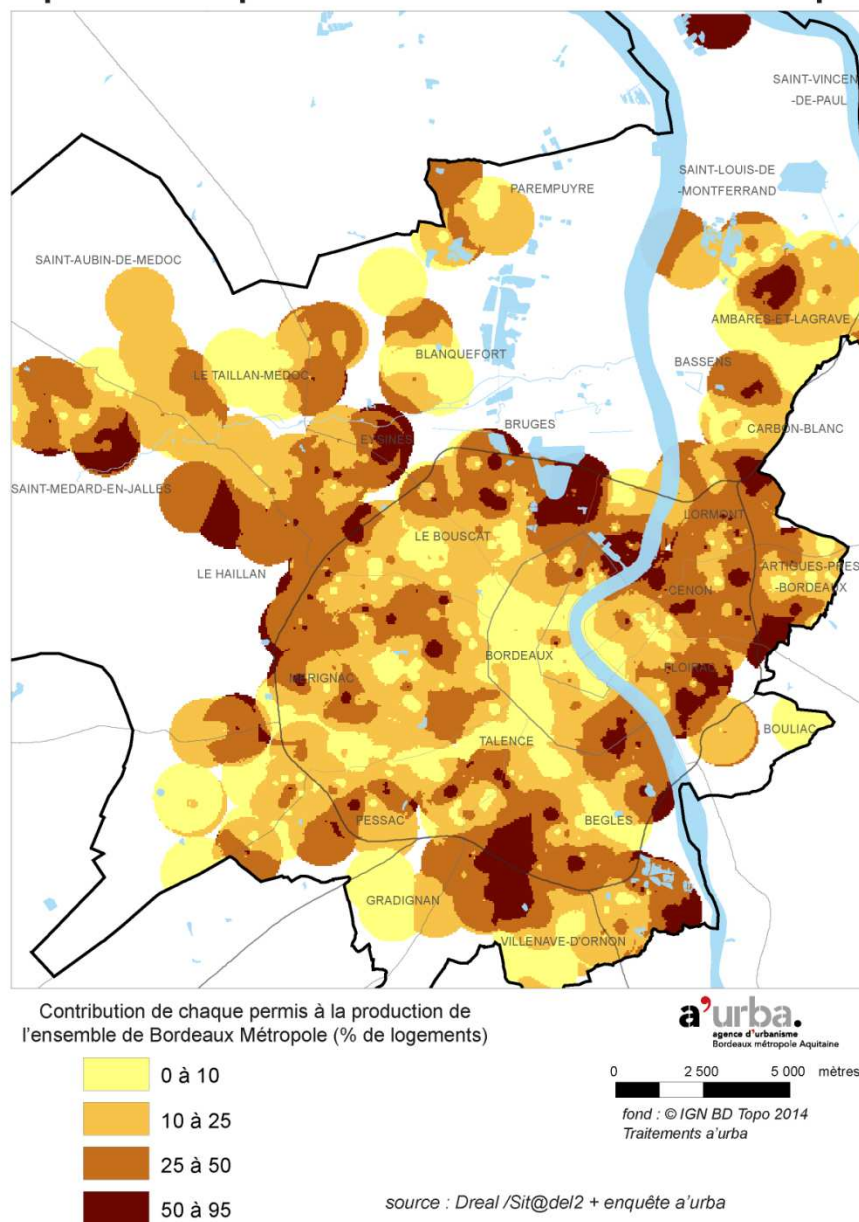 SAINT-VINCEN
-DE-PAUL
SAINT-LOUIS-DE
-MONTFERRAND
PAREMPUYRE
SAINT-AUBIN-DE-MEDOC
AMBARES-ET-LAGRAVE
BLANQUEFORT
BASSENS
LE TAILLAN-MEDOC
BRUGES
CARBON-BLANC
EYSINES
SAINT-MEDARD-EN-JALLES
LORMONT
LE BOUSCAT
ARTIGUES-PRES
-BORDEAUX
LE HAILLAN
CENON
BORDEAUX
FLOIRAC
MERIGNAC
BOULIAC
TALENCE
PESSAC
BEGLES
GRADIGNAN
VILLENAVE-D'ORNON
Contribution de chaque permis à la production de
l'ensemble de Bordeaux Métropole (% de logements)
0 à 10
10 à 25
25 à 50
50 à 95
a'urba.
agence d'urbanisme
Bordeaux métropole Aquitaine
0 2 500 5 000 mètres
fond : © IGN BD Topo 2014
Traitements a'urba
source : Dreal /Sit@del2 + enquête a'urba